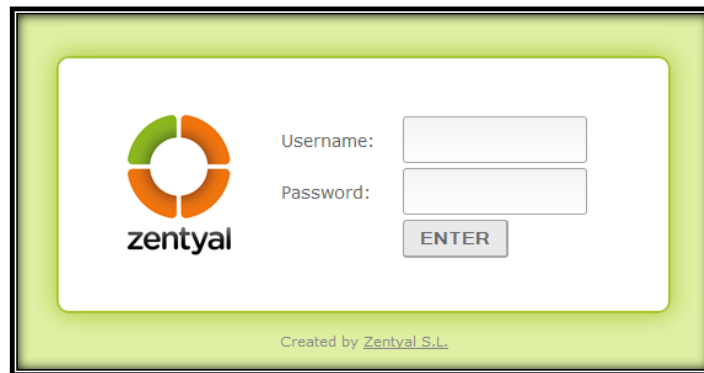 Username:
Password:
zentyal
ENTER
Created by Zentyal S.L.